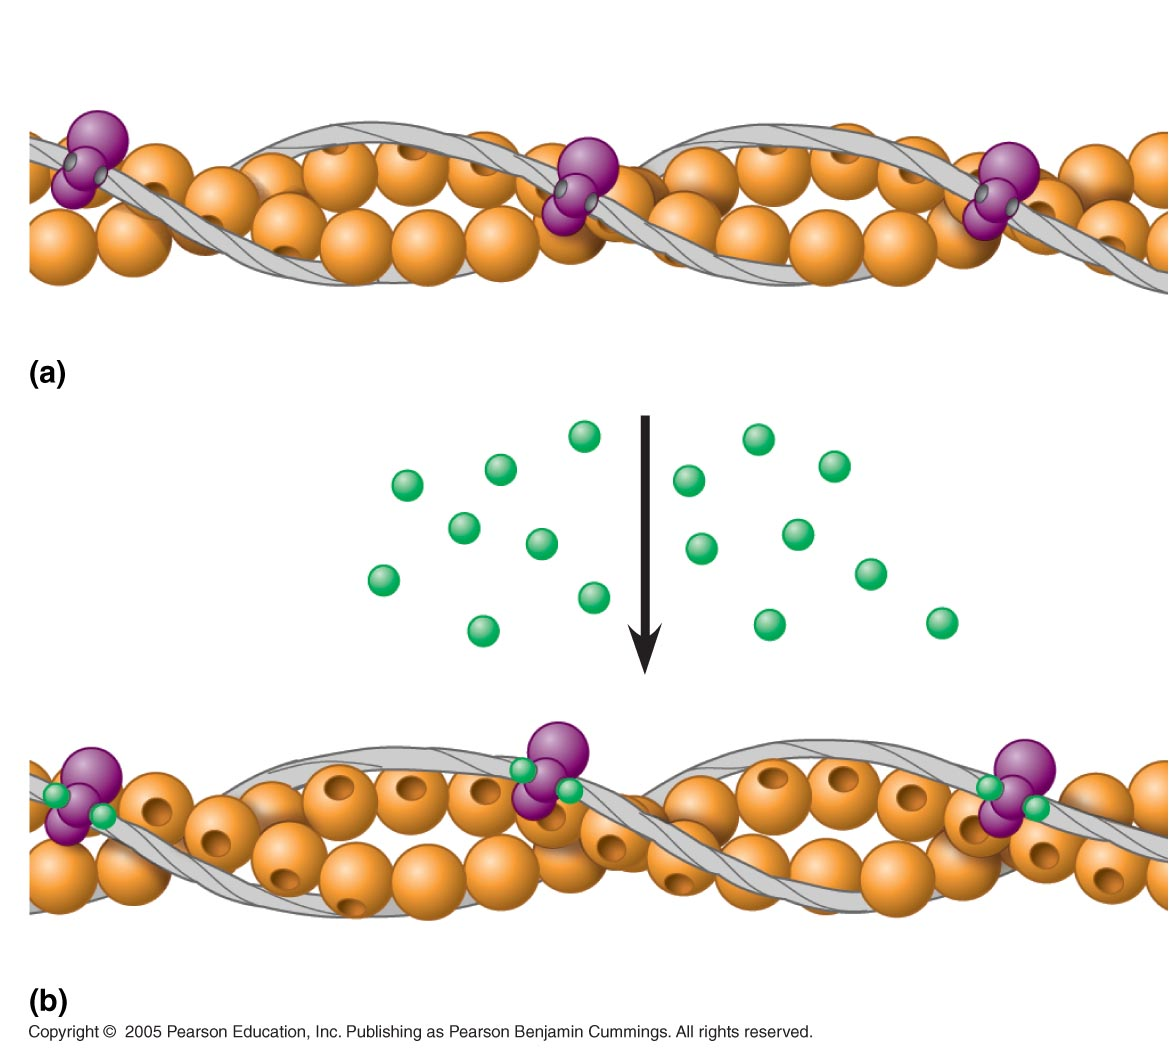 (a)
(b)
Copyright © 2005 Pearson Education, Inc. Publishing as Pearson Benjamin Cummings. All rights reserved.